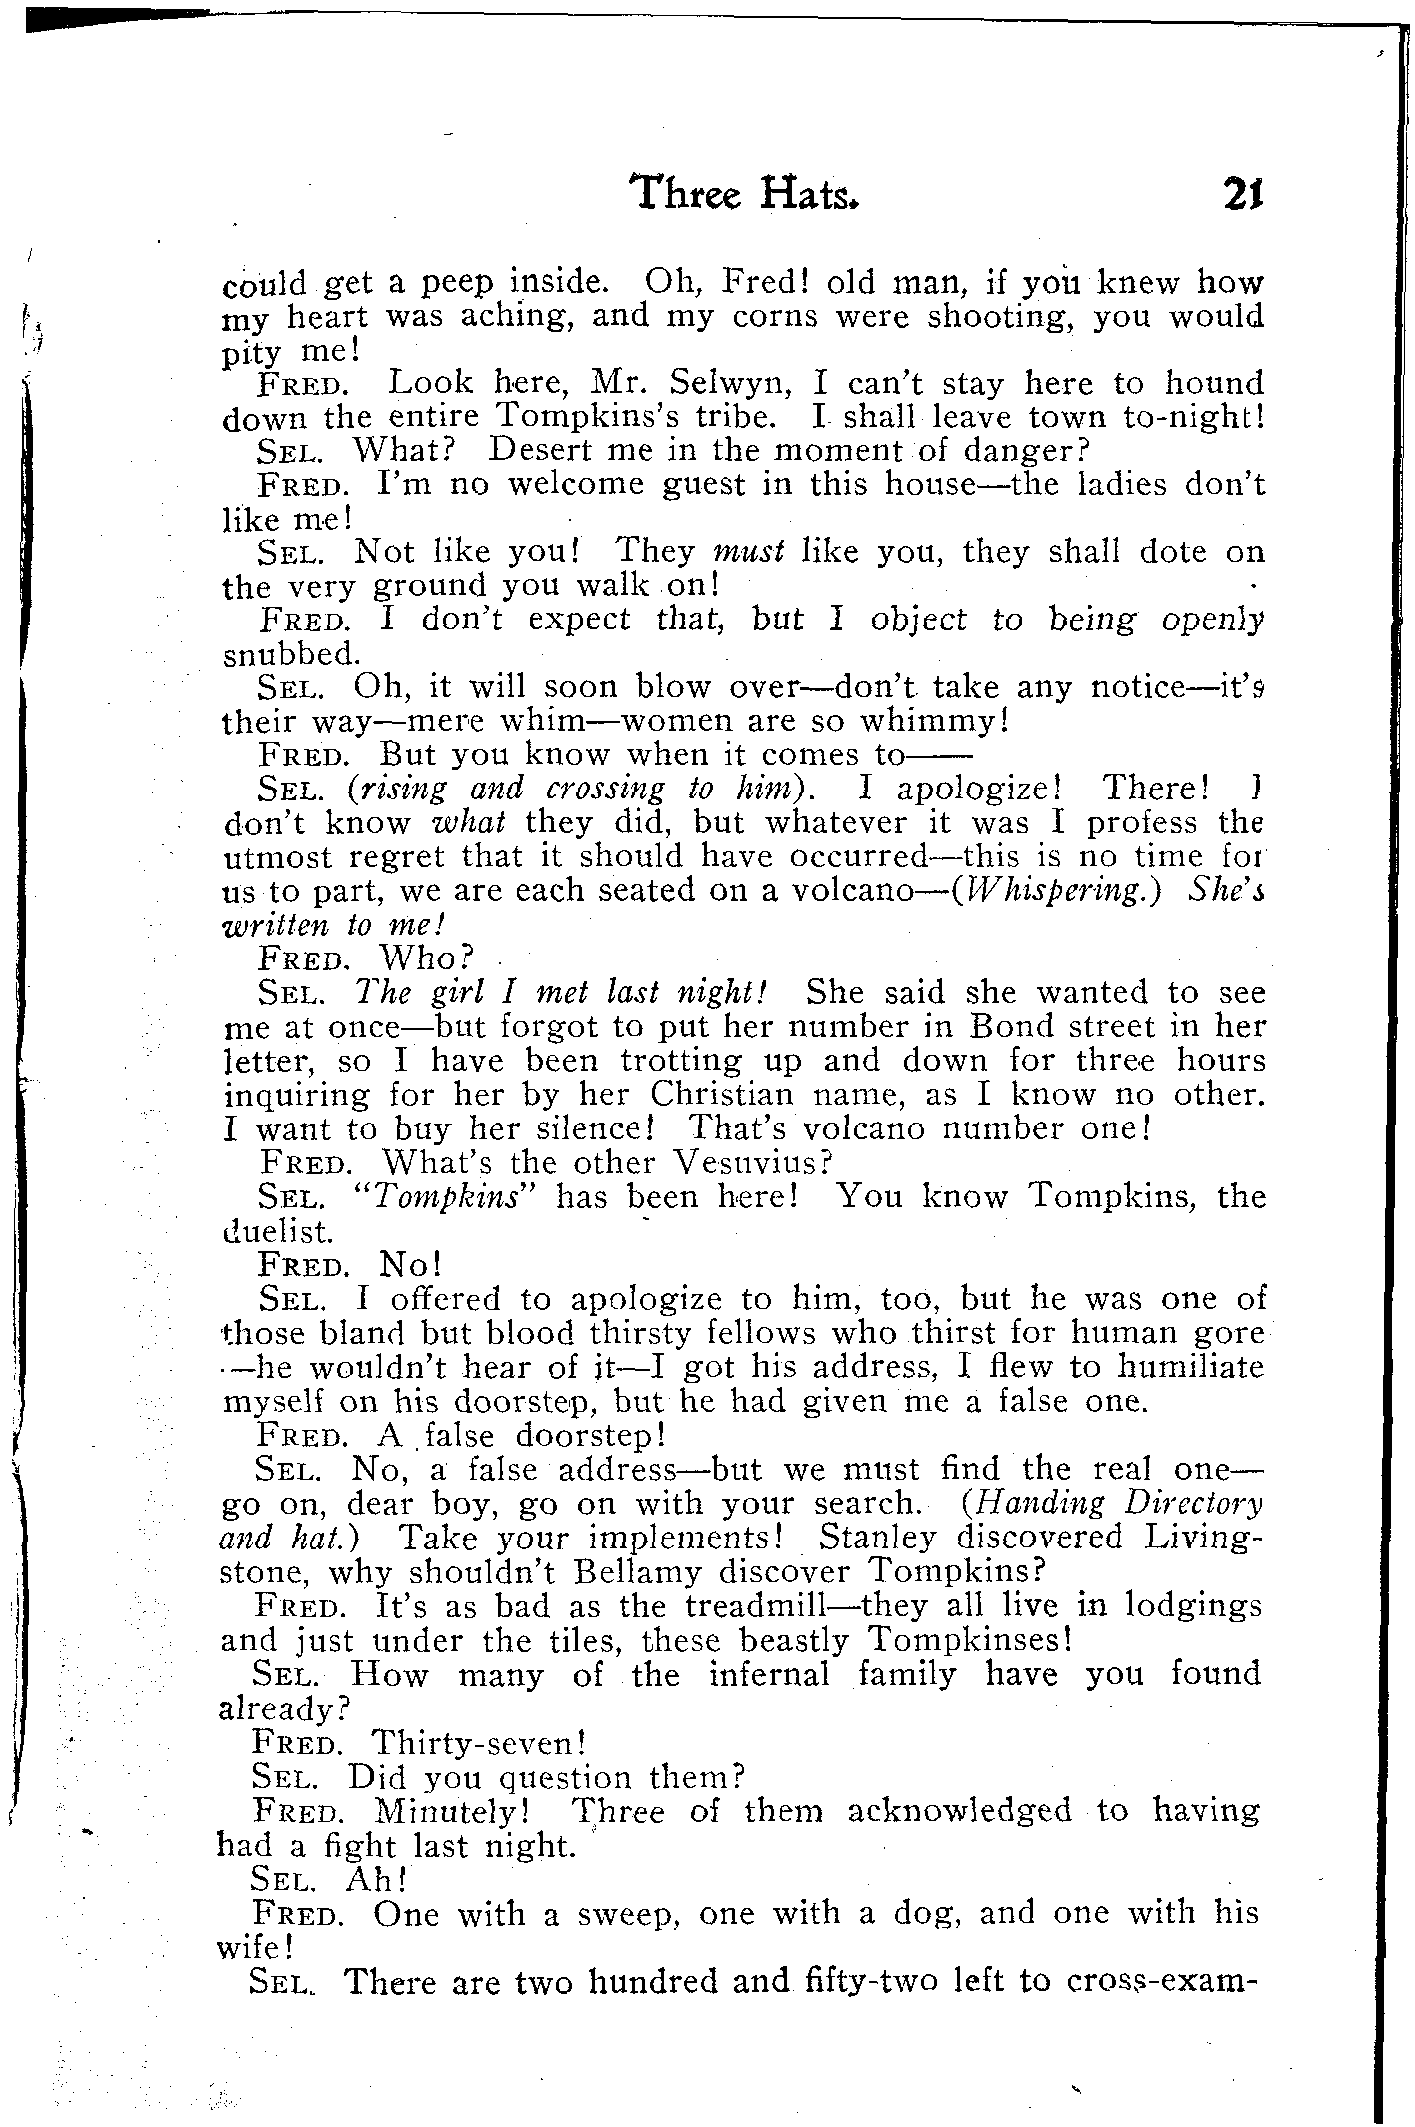 Three Hats. 21
could get a peep inside. Oh, Fred! old man, if you knew how
my heart was aching, and my corns were shooting, you would
pity me!
FRED. Look here, Mr. Selwyn, I can't stay here to hound
down the entire Tompkins's tribe. I shall leave town to-night!
SEL. What? Desert me in the moment of danger?
FRED. I'm no welcome guest in this house—the ladies don't
like me!
SEL. Not like you! They must like you, they shall dote on
the very ground you walk on!
FRED. I don't expect that, but I object to being openly
snubbed.
SEL. Oh, it will soon blow over—don't take any notice—it's
their way—mere whim—women are so whimmy!
FRED. But you know when it comes to——
SEL. (rising and crossing to him). I apologize! There! I
don't know what they did, but whatever it was I profess the
utmost regret that it should have occurred—this is no time for
us to part, we are each seated on a volcano—(Whispering.) She's
written to me!
FRED. Who?
SEL. The girl I met last night! She said she wanted to see
me at once—but forgot to put her number in Bond street in her
letter, so I have been trotting up and down for three hours
inquiring for her by her Christian name, as I know no other.
I want to buy her silence! That's volcano number one!
FRED. What's the other Vesuvius?
SEL. "Tompkins" has been here! You know Tompkins, the
duelist.
FRED. No!
SEL. I offered to apologize to him, too, but he was one of
those bland but blood thirsty fellows who thirst for human gore
—he wouldn't hear of it—I got his address, I flew to humiliate
myself on his doorstep, but he had given me a false one.
FRED. A false doorstep!
SEL. No, a false address—but we must find the real one—
go on, dear boy, go on with your search. (Handing Directory
and hat.) Take your implements! Stanley discovered Living-
stone, why shouldn't Bellamy discover Tompkins?
FRED. It's as bad as the treadmill—they all live in lodgings
and just under the tiles, these beastly Tompkinses!
SEL. How many of the infernal family have you found
already?
FRED. Thirty-seven!
SEL. Did you question them?
FRED. Minutely! Three of them acknowledged to having
had a fight last night.
SEL. Ah!
FRED. One with a sweep, one with a dog, and one with his
wife!
SEL. There are two hundred and fifty-two left to cross-exam-